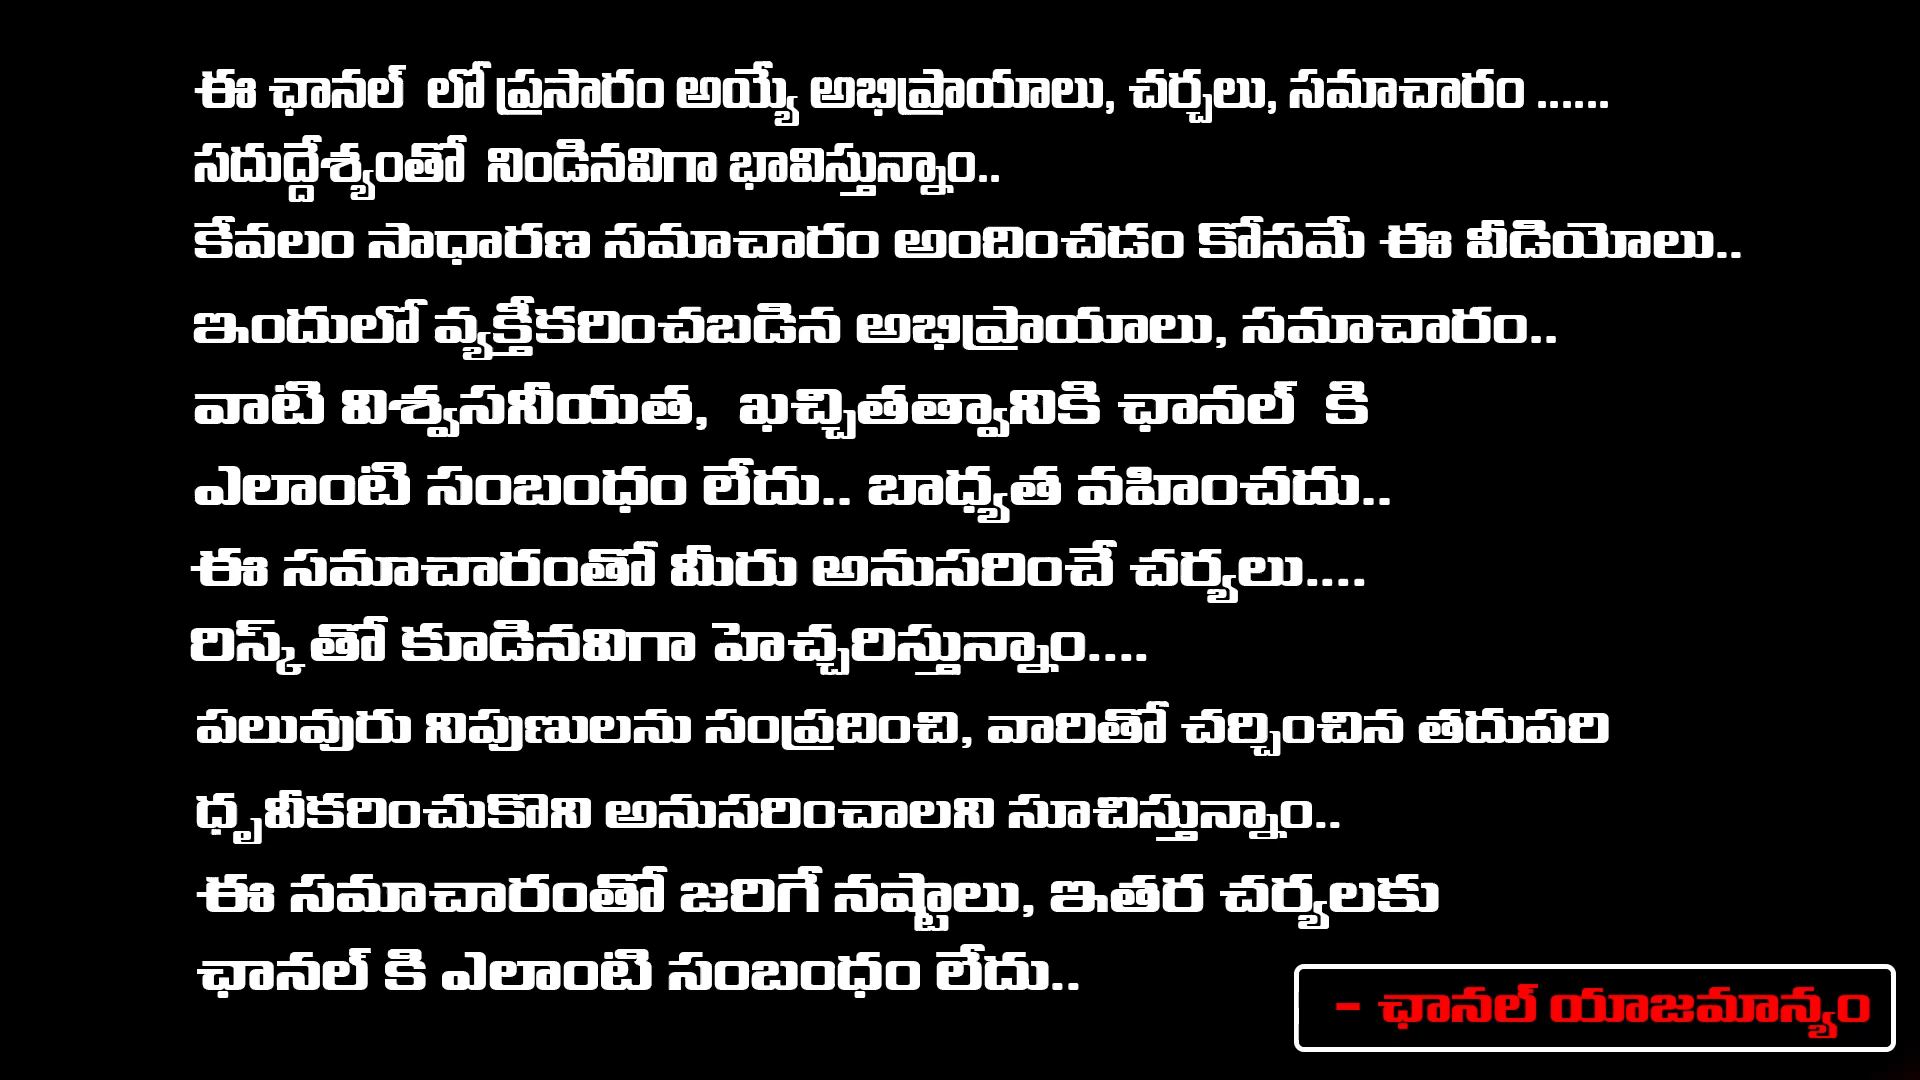 ఈ ఛానల్ లో ప్రసారం అయ్యే అభిప్రాయాలు, చర్చలు, సమాచారం ......
సదుద్దేశ్యంతో నిండినవిగా భావిస్తున్నాం..
కేవలం సాధారణ సమాచారం అందించడం కోసమే ఈ వీడియోలు..
ఇందులో వ్యక్తీకరించబడిన అభిప్రాయాలు, సమాచారం..
వాటి విశ్వసనీయత, ఖచ్చితత్వానికి ఛానల్ కి
ఎలాంటి సంబంధం లేదు.. బాధ్యత వహించదు..
ఈ సమాచారంతో మీరు అనుసరించే చర్యలు....
రిస్క్ తో కూడినవిగా హెచ్చరిస్తున్నాం....
పలువురు నిపుణులను సంప్రదించి, వారితో చర్చించిన తదుపరి
ధృవీకరించుకొని అనుసరించాలని సూచిస్తున్నాం..
ఈ సమాచారంతో జరిగే నష్టాలు, ఇతర చర్యలకు
ఛానల్ కి ఎలాంటి సంబంధం లేదు..
- ఛానల్ యాజమాన్యం